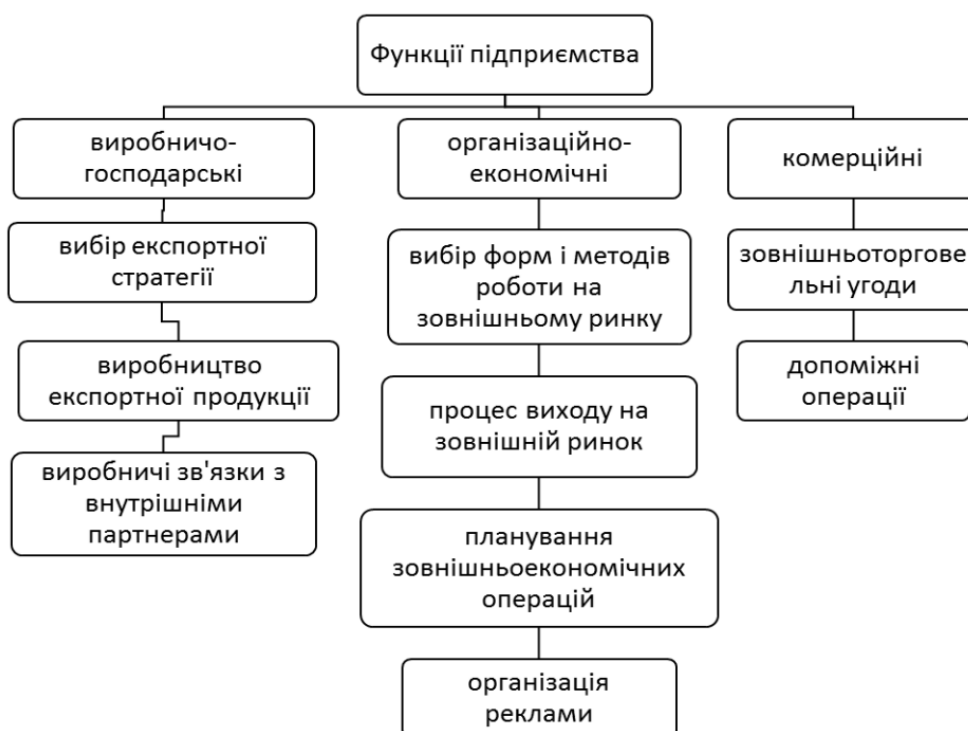 Функції підприємства
виробничо-
господарські
вибір експортної
стратегії
виробництво
експортної продукції
виробничі зв'язки з
внутрішніми
партнерами
організаційно-
економічні
вибір форм і методів
роботи на
зовнішньому ринку
процес виходу на
зовнішній ринок
планування
зовнішньоекономічних
операцій
організація
реклами
комерційні
зовнішньоторгове
льні угоди
допоміжні
операції